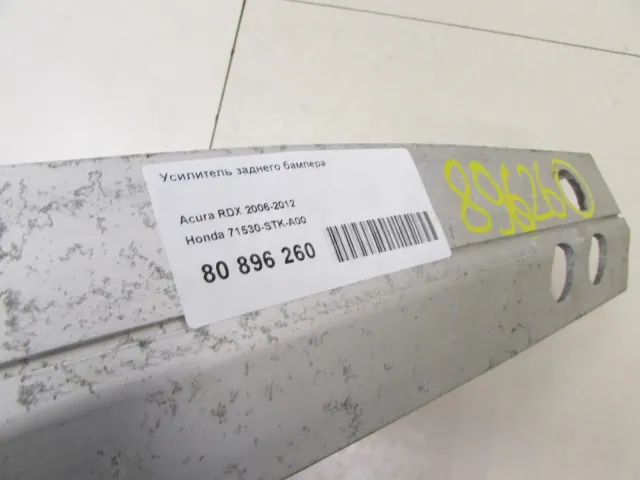 Усилитель заднего бампера
Acura RDX 2006-2012
Honda 71530-STK-A00
80 896 260
896260